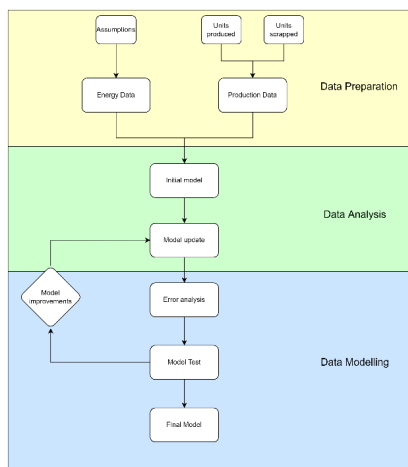 Assumptions
Units
produced
Units
scrapped
Energy Data
Production Data
Data Preparation
Initial model
Data Analysis
Model update
Model
improvements
Error analysis
Model Test
Data Modelling
Final Model